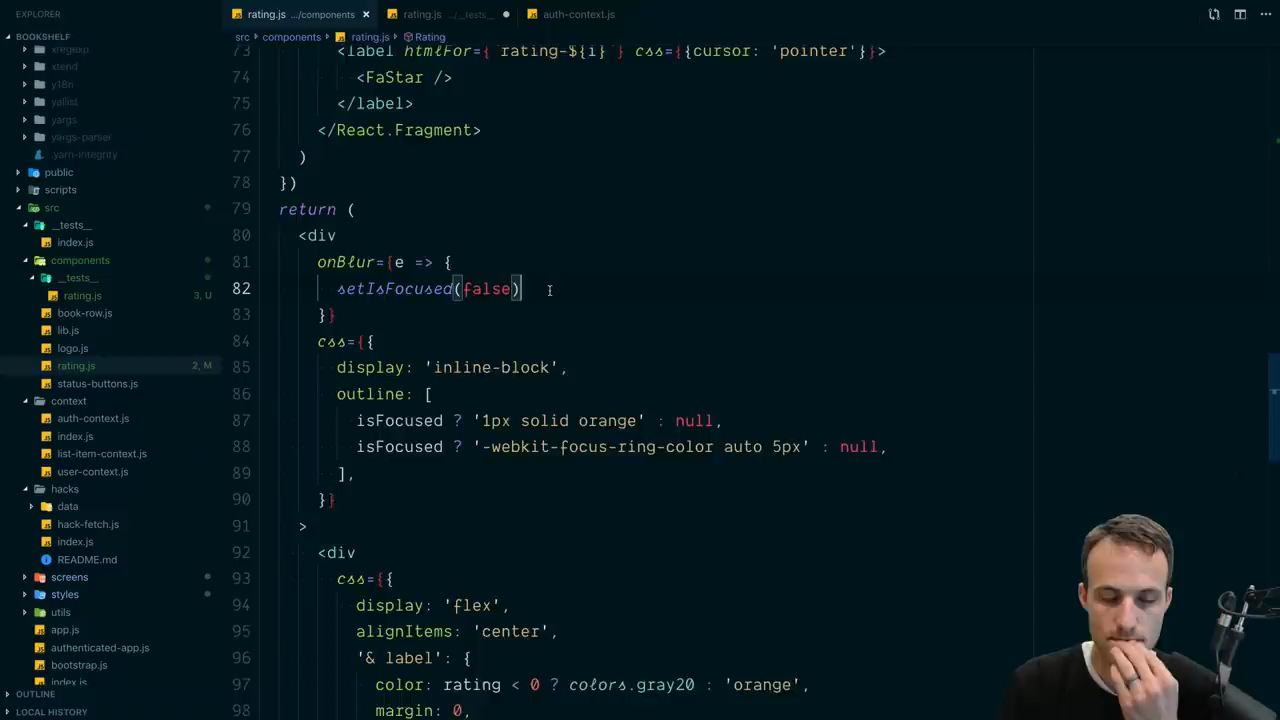 EXPLORER
rating.js .../components ×
rating.js .../__tests__
auth-context.js
BOOKSHELF
xregexp
xtend
y18n
yallist
yargs
yargs-parser
.yarn-integrity
public
scripts
src
__tests__
index.js
components
__tests__
rating.js 3, U
book-row.js
lib.js
logo.js
rating.js 2, M
status-buttons.js
context
auth-context.js
index.js
list-item-context.js
user-context.js
hacks
data
hack-fetch.js
index.js
README.md
screens
styles
utils
app.js
authenticated-app.js
bootstrap.js
index.js
OUTLINE
LOCAL HISTORY
src › components › rating.js › Rating
73 <label htmlFor={`rating-${i}`} css={{cursor: 'pointer'}}>
74 <FaStar />
75 </label>
76 </React.Fragment>
77 )
78 })
79 return (
80 <div
81 onBlur={e => {
82 setIsFocused(false)
83 }}
84 css={{
85 display: 'inline-block',
86 outline: [
87 isFocused ? '1px solid orange' : null,
88 isFocused ? '-webkit-focus-ring-color auto 5px' : null,
89 ],
90 }}
91 >
92 <div
93 css={{
94 display: 'flex',
95 alignItems: 'center',
96 '& label': {
97 color: rating < 0 ? colors.gray20 : 'orange',
98 margin: 0,